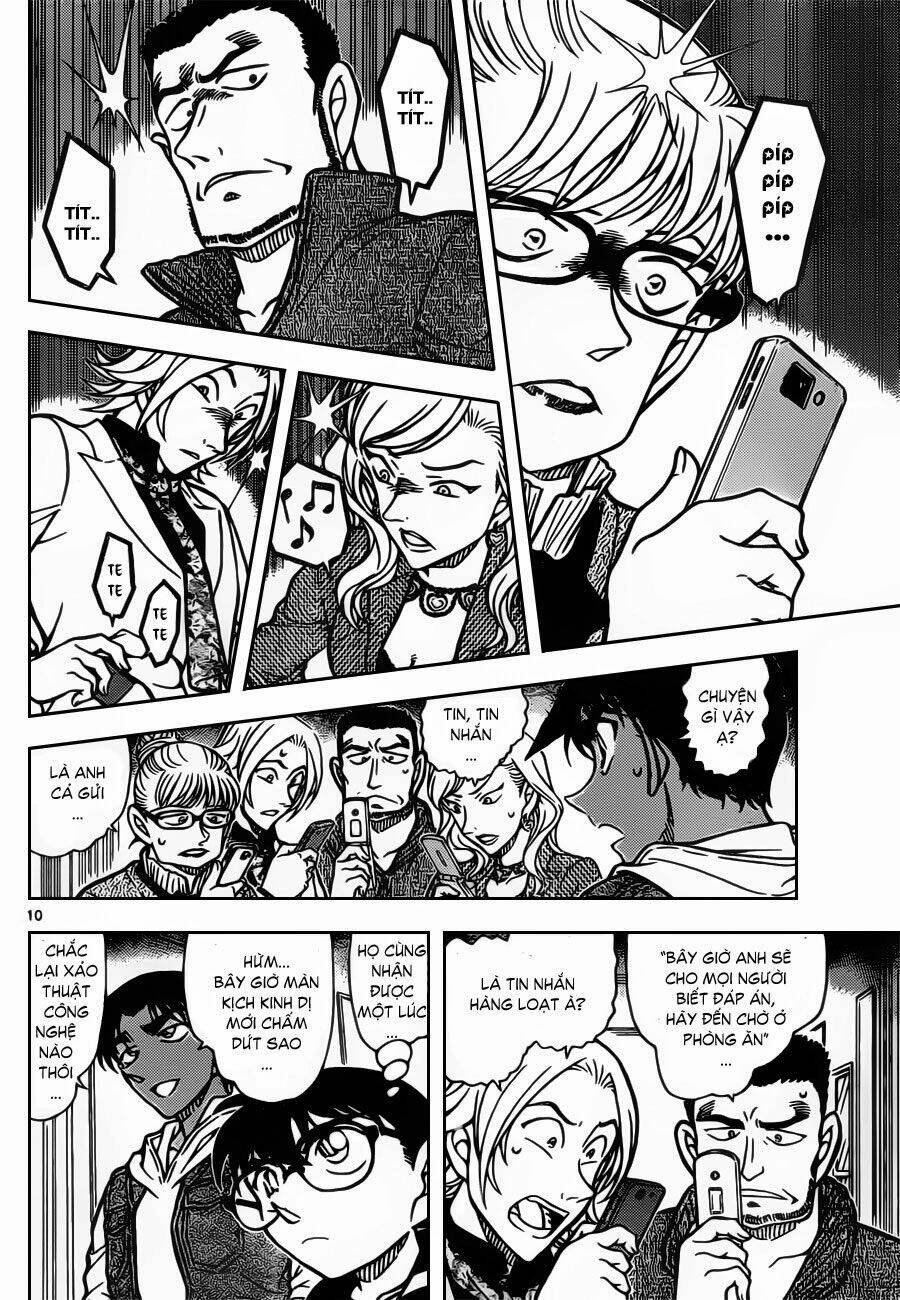 píp
píp
píp
...
TÍT..
TÍT..
TÍT..
TÍT..
TE
TE
TE
TE
CHUYỆN
GÌ VẬY
Ạ?
TIN, TIN
NHẮN
...
LÀ ANH
CẢ GỬI
...
10
"BÂY GIỜ ANH SẼ
CHO MỌI NGƯỜI
BIẾT ĐÁP ÁN,
HÃY ĐẾN CHỜ Ở
PHÒNG ĂN"
...
LÀ TIN NHẮN
HÀNG LOẠT À?
HỌ CÙNG
NHẬN
ĐƯỢC
MỘT LÚC
...
HỪM...
BÂY GIỜ MÀN
KỊCH KINH DỊ
MỚI CHẤM
DỨT SAO
...
CHẮC
LẠI XẢO
THUẬT
CÔNG
NGHỆ NÀO
THÔI
...